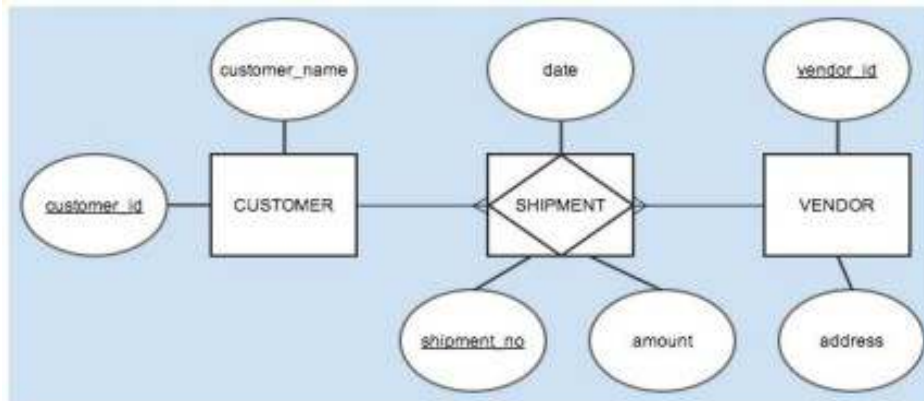 customer_name
date
vendor_id
customer_id
CUSTOMER
SHIPMENT
VENDOR
shipment_no
amount
address